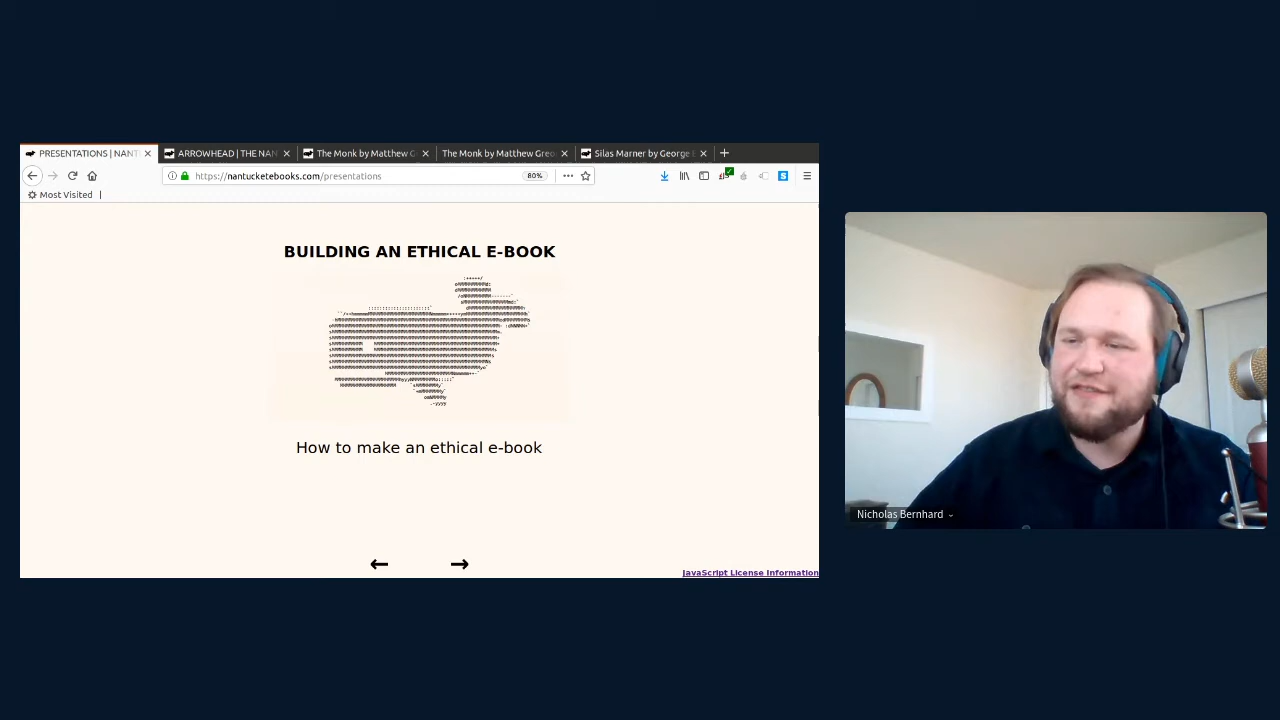 PRESENTATIONS | NANT
ARROWHEAD | THE NAN
The Monk by Matthew G
The Monk by Matthew Greg
Silas Marner by George E
https://nantucketebooks.com/presentations
80%
Most Visited
BUILDING AN ETHICAL E-BOOK
How to make an ethical e-book
← →
JavaScript License Information
Nicholas Bernhard